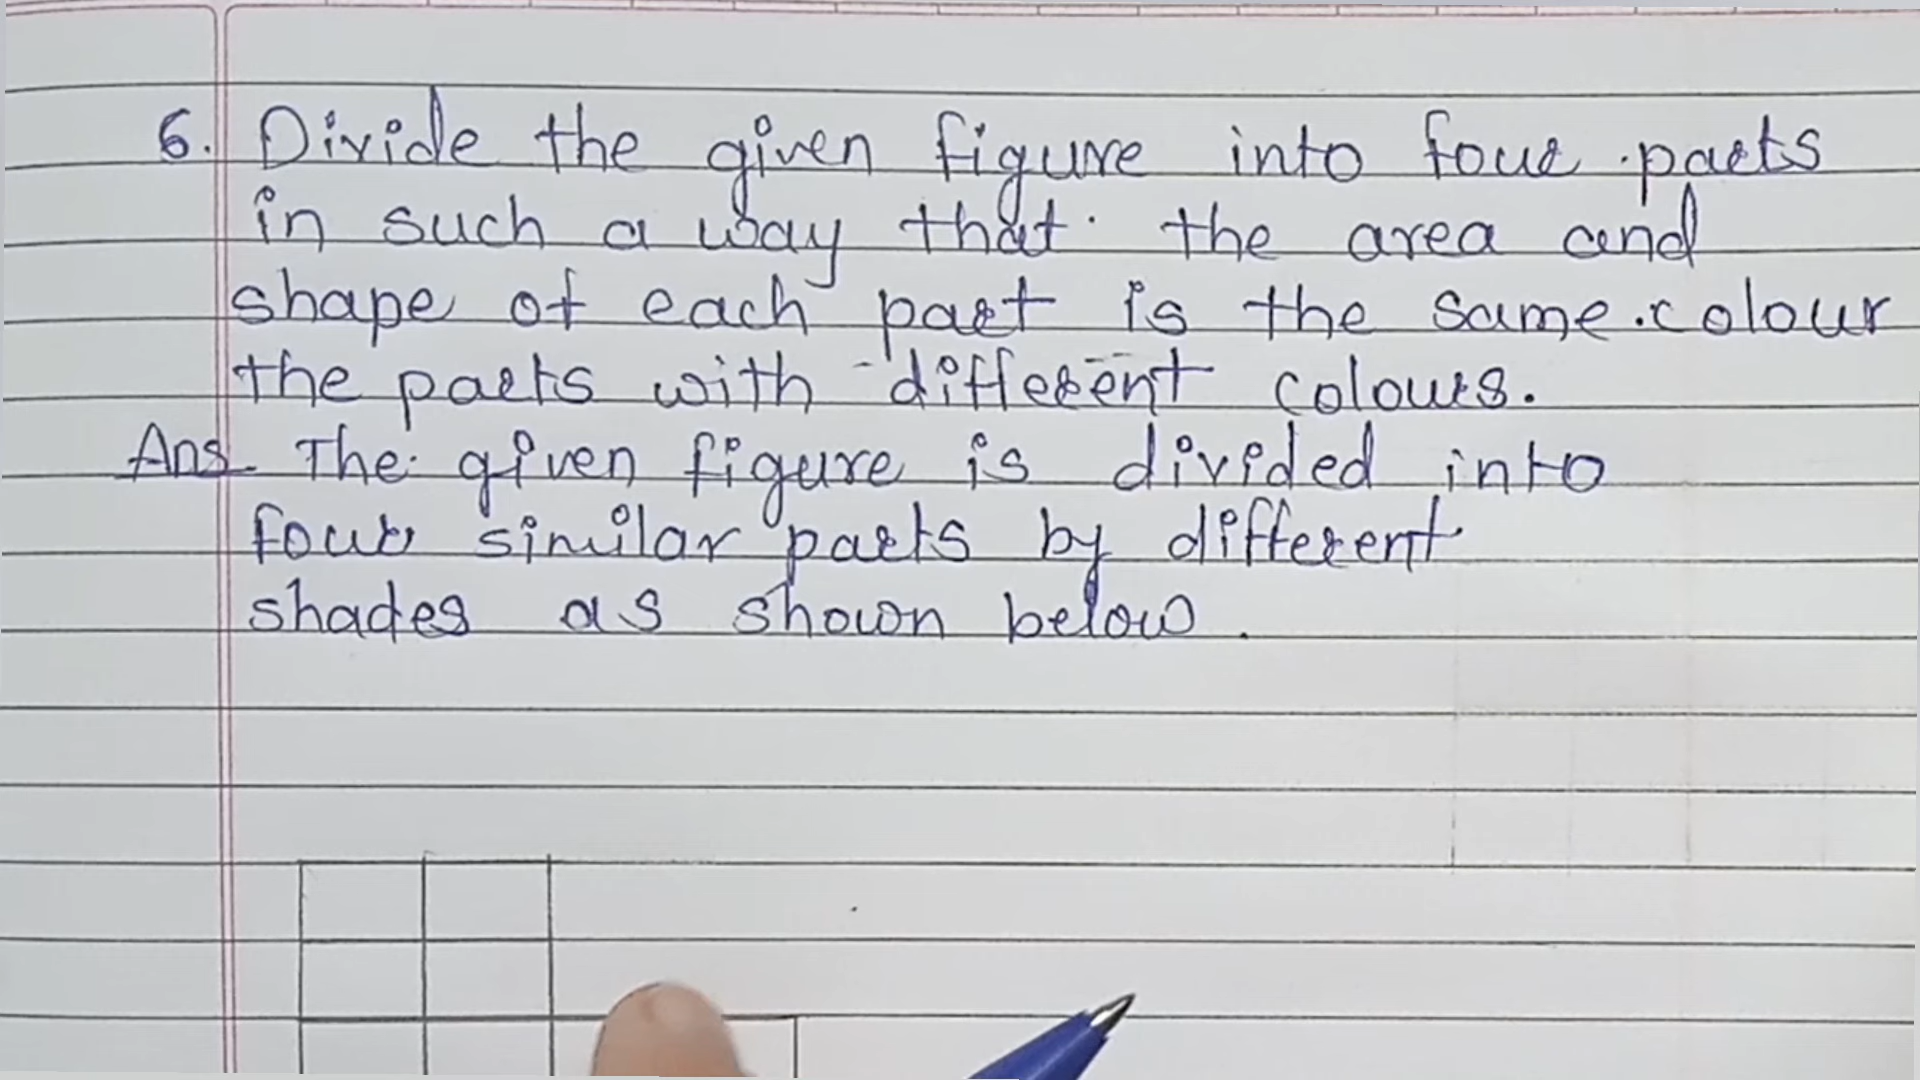 6. Divide the given figure into four parts
in such a way that the area and
shape of each part is the same. colour
the parts with different colours.
Ans. The given figure is divided into
four similar parts by different
shades as shown below.